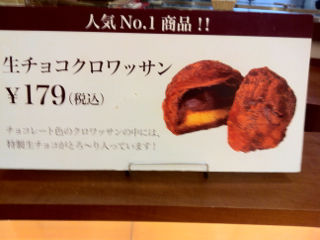 人気No.1商品!!
生チョコクロワッサン
¥179(税込)
チョコレート色のクロワッサンの中には、
特製生チョコがとろ～り入っています!